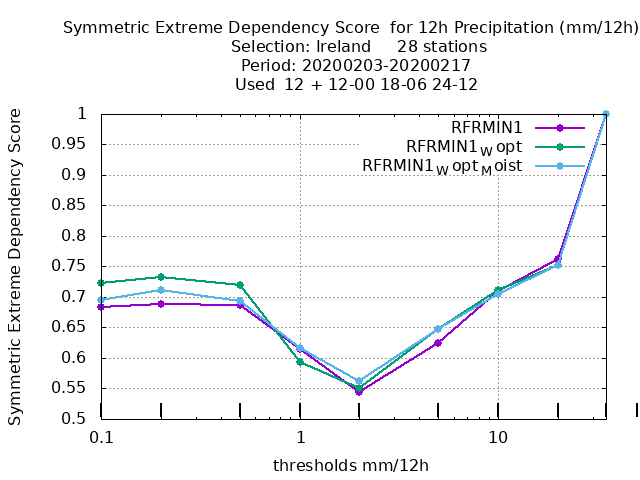 Symmetric Extreme Dependency Score  for 12h Precipitation (mm/12h)
Selection: Ireland     28 stations
Period: 20200203-20200217
Used  12 + 12-00 18-06 24-12
Symmetric Extreme Dependency Score
1
0.95
0.9
0.85
0.8
0.75
0.7
0.65
0.6
0.55
0.5
RFRMIN1
RFRMIN1WOpt
RFRMIN1WoptMoist
0.1
1
10
thresholds mm/12h